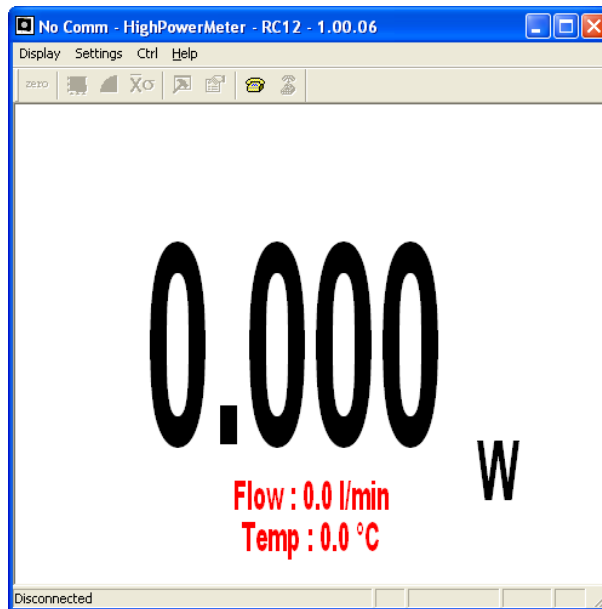 No Comm - HighPowerMeter - RC12 - 1.00.06
Display Settings Ctrl Help
zero X̅σ
0.000 W
Flow : 0.0 l/min
Temp : 0.0 °C
Disconnected